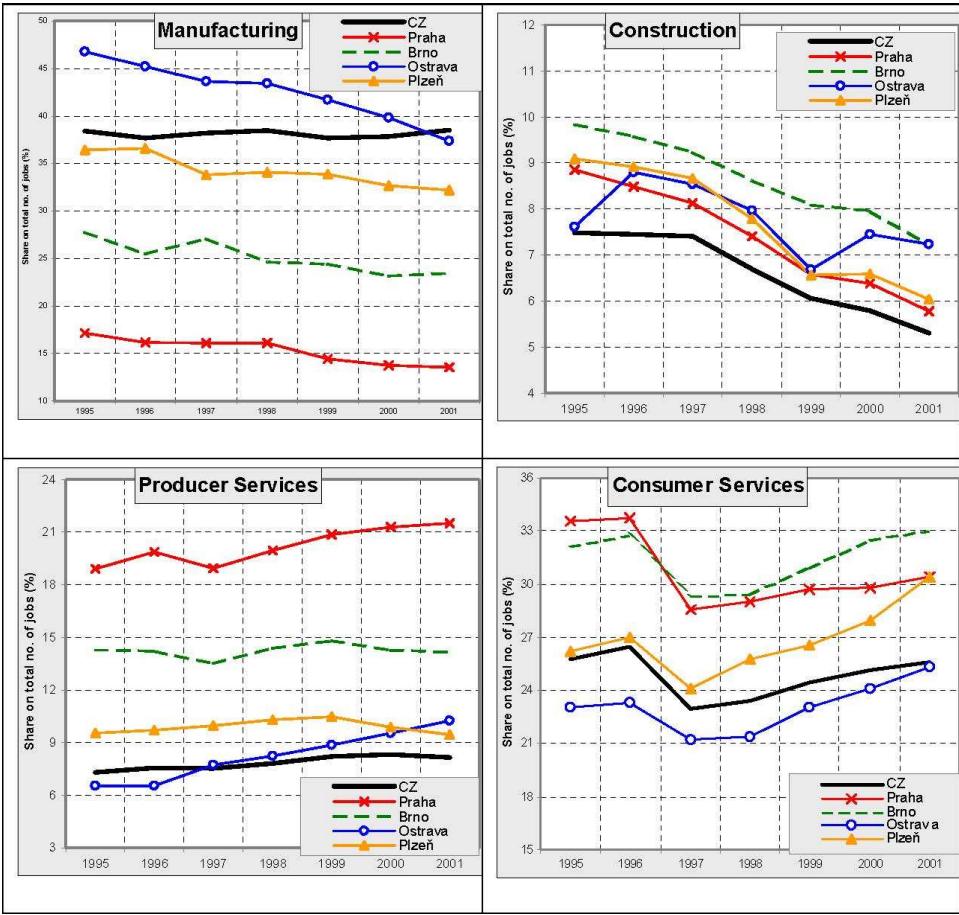 Manufacturing
CZ
Praha
Brno
Ostrava
Plzeň
Share on total no. of jobs (%)
50
45
40
35
30
25
20
15
10
1995 1996 1997 1998 1999 2000 2001
Construction
CZ
Praha
Brno
Ostrava
Plzeň
Share on total no. of jobs (%)
12
11
10
9
8
7
6
5
4
1995 1996 1997 1998 1999 2000 2001
Producer Services
Share on total no. of jobs (%)
24
21
18
15
12
9
6
3
CZ
Praha
Brno
Ostrava
Plzeň
1995 1996 1997 1998 1999 2000 2001
Consumer Services
Share on total no. of jobs (%)
36
33
30
27
24
21
18
15
CZ
Praha
Brno
Ostrava
Plzeň
1995 1996 1997 1998 1999 2000 2001